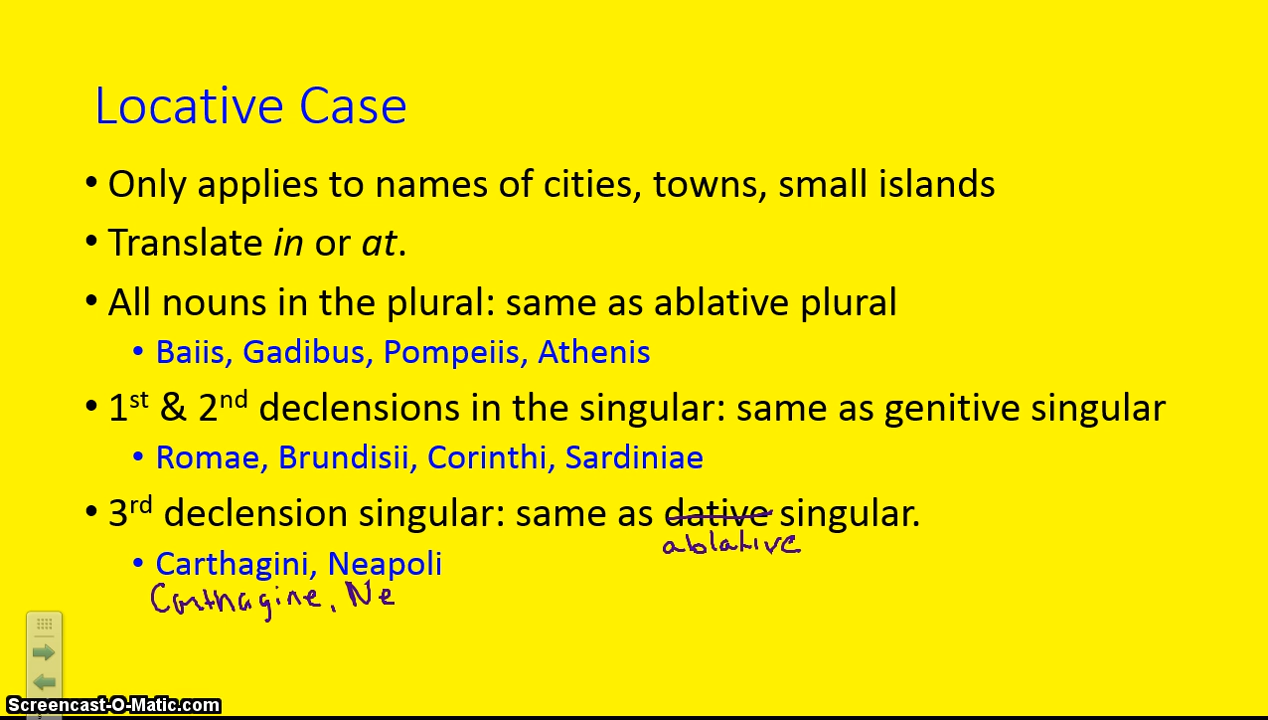 Locative Case
• Only applies to names of cities, towns, small islands
• Translate in or at.
• All nouns in the plural: same as ablative plural
• Baiis, Gadibus, Pompeiis, Athenis
• 1st & 2nd declensions in the singular: same as genitive singular
• Romae, Brundisii, Corinthi, Sardiniae
• 3rd declension singular: same as dative singular.
ablative
• Carthagini, Neapoli
Carthagine, Ne
Screencast-O-Matic.com